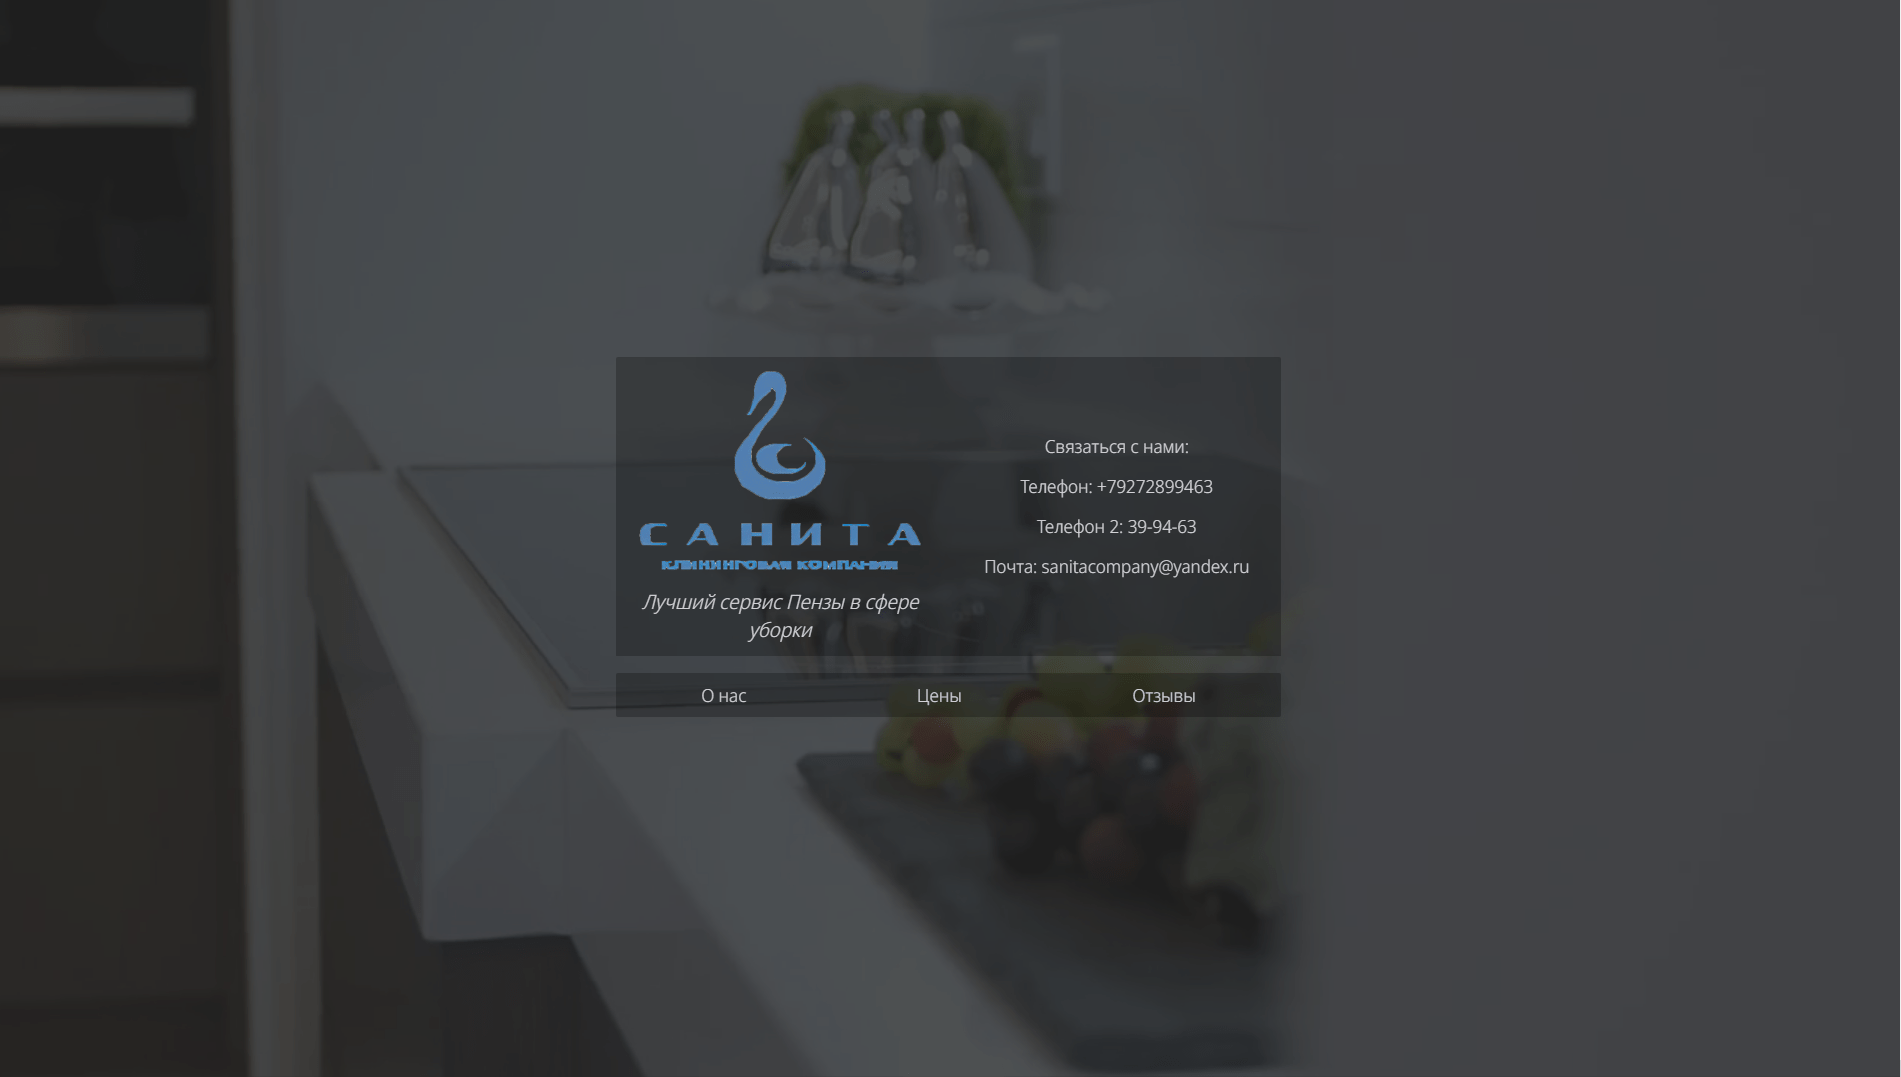 САНИТА
КЛИНИНГОВАЯ КОМПАНИЯ
Лучший сервис Пензы в сфере
уборки
Связаться с нами:
Телефон: +79272899463
Телефон 2: 39-94-63
Почта: sanitacompany@yandex.ru
О нас
Цены
Отзывы